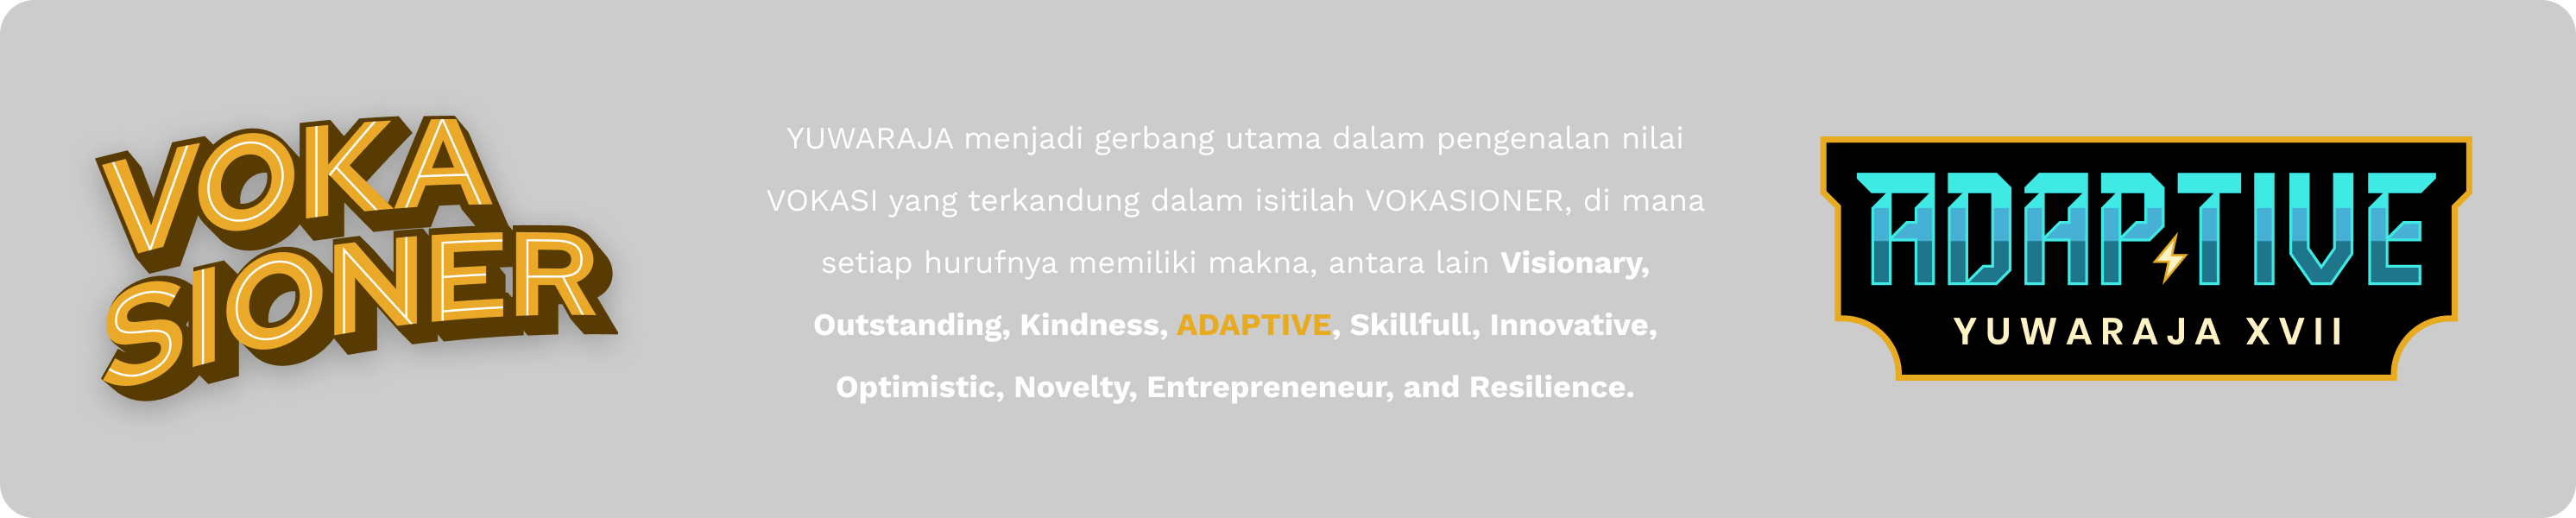 VOKA
SIONER
YUWARAJA menjadi gerbang utama dalam pengenalan nilai
VOKASI yang terkandung dalam isitilah VOKASIONER, di mana
setiap hurufnya memiliki makna, antara lain Visionary,
Outstanding, Kindness, ADAPTIVE, Skillfull, Innovative,
Optimistic, Novelty, Entrepreneneur, and Resilience.
ADAPTIVE
YUWARAJA XVII